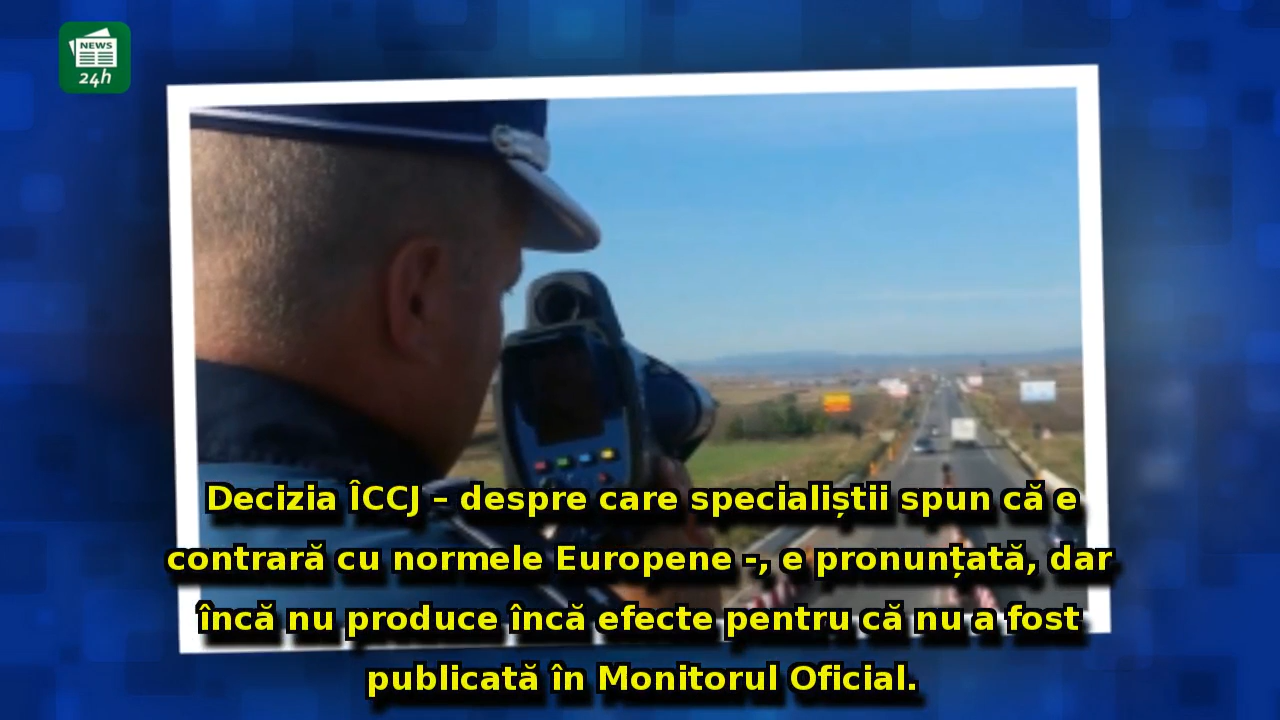 NEWS
24h
Decizia ÎCCJ – despre care specialiștii spun că e
contrară cu normele Europene -, e pronunțată, dar
încă nu produce încă efecte pentru că nu a fost
publicată în Monitorul Oficial.